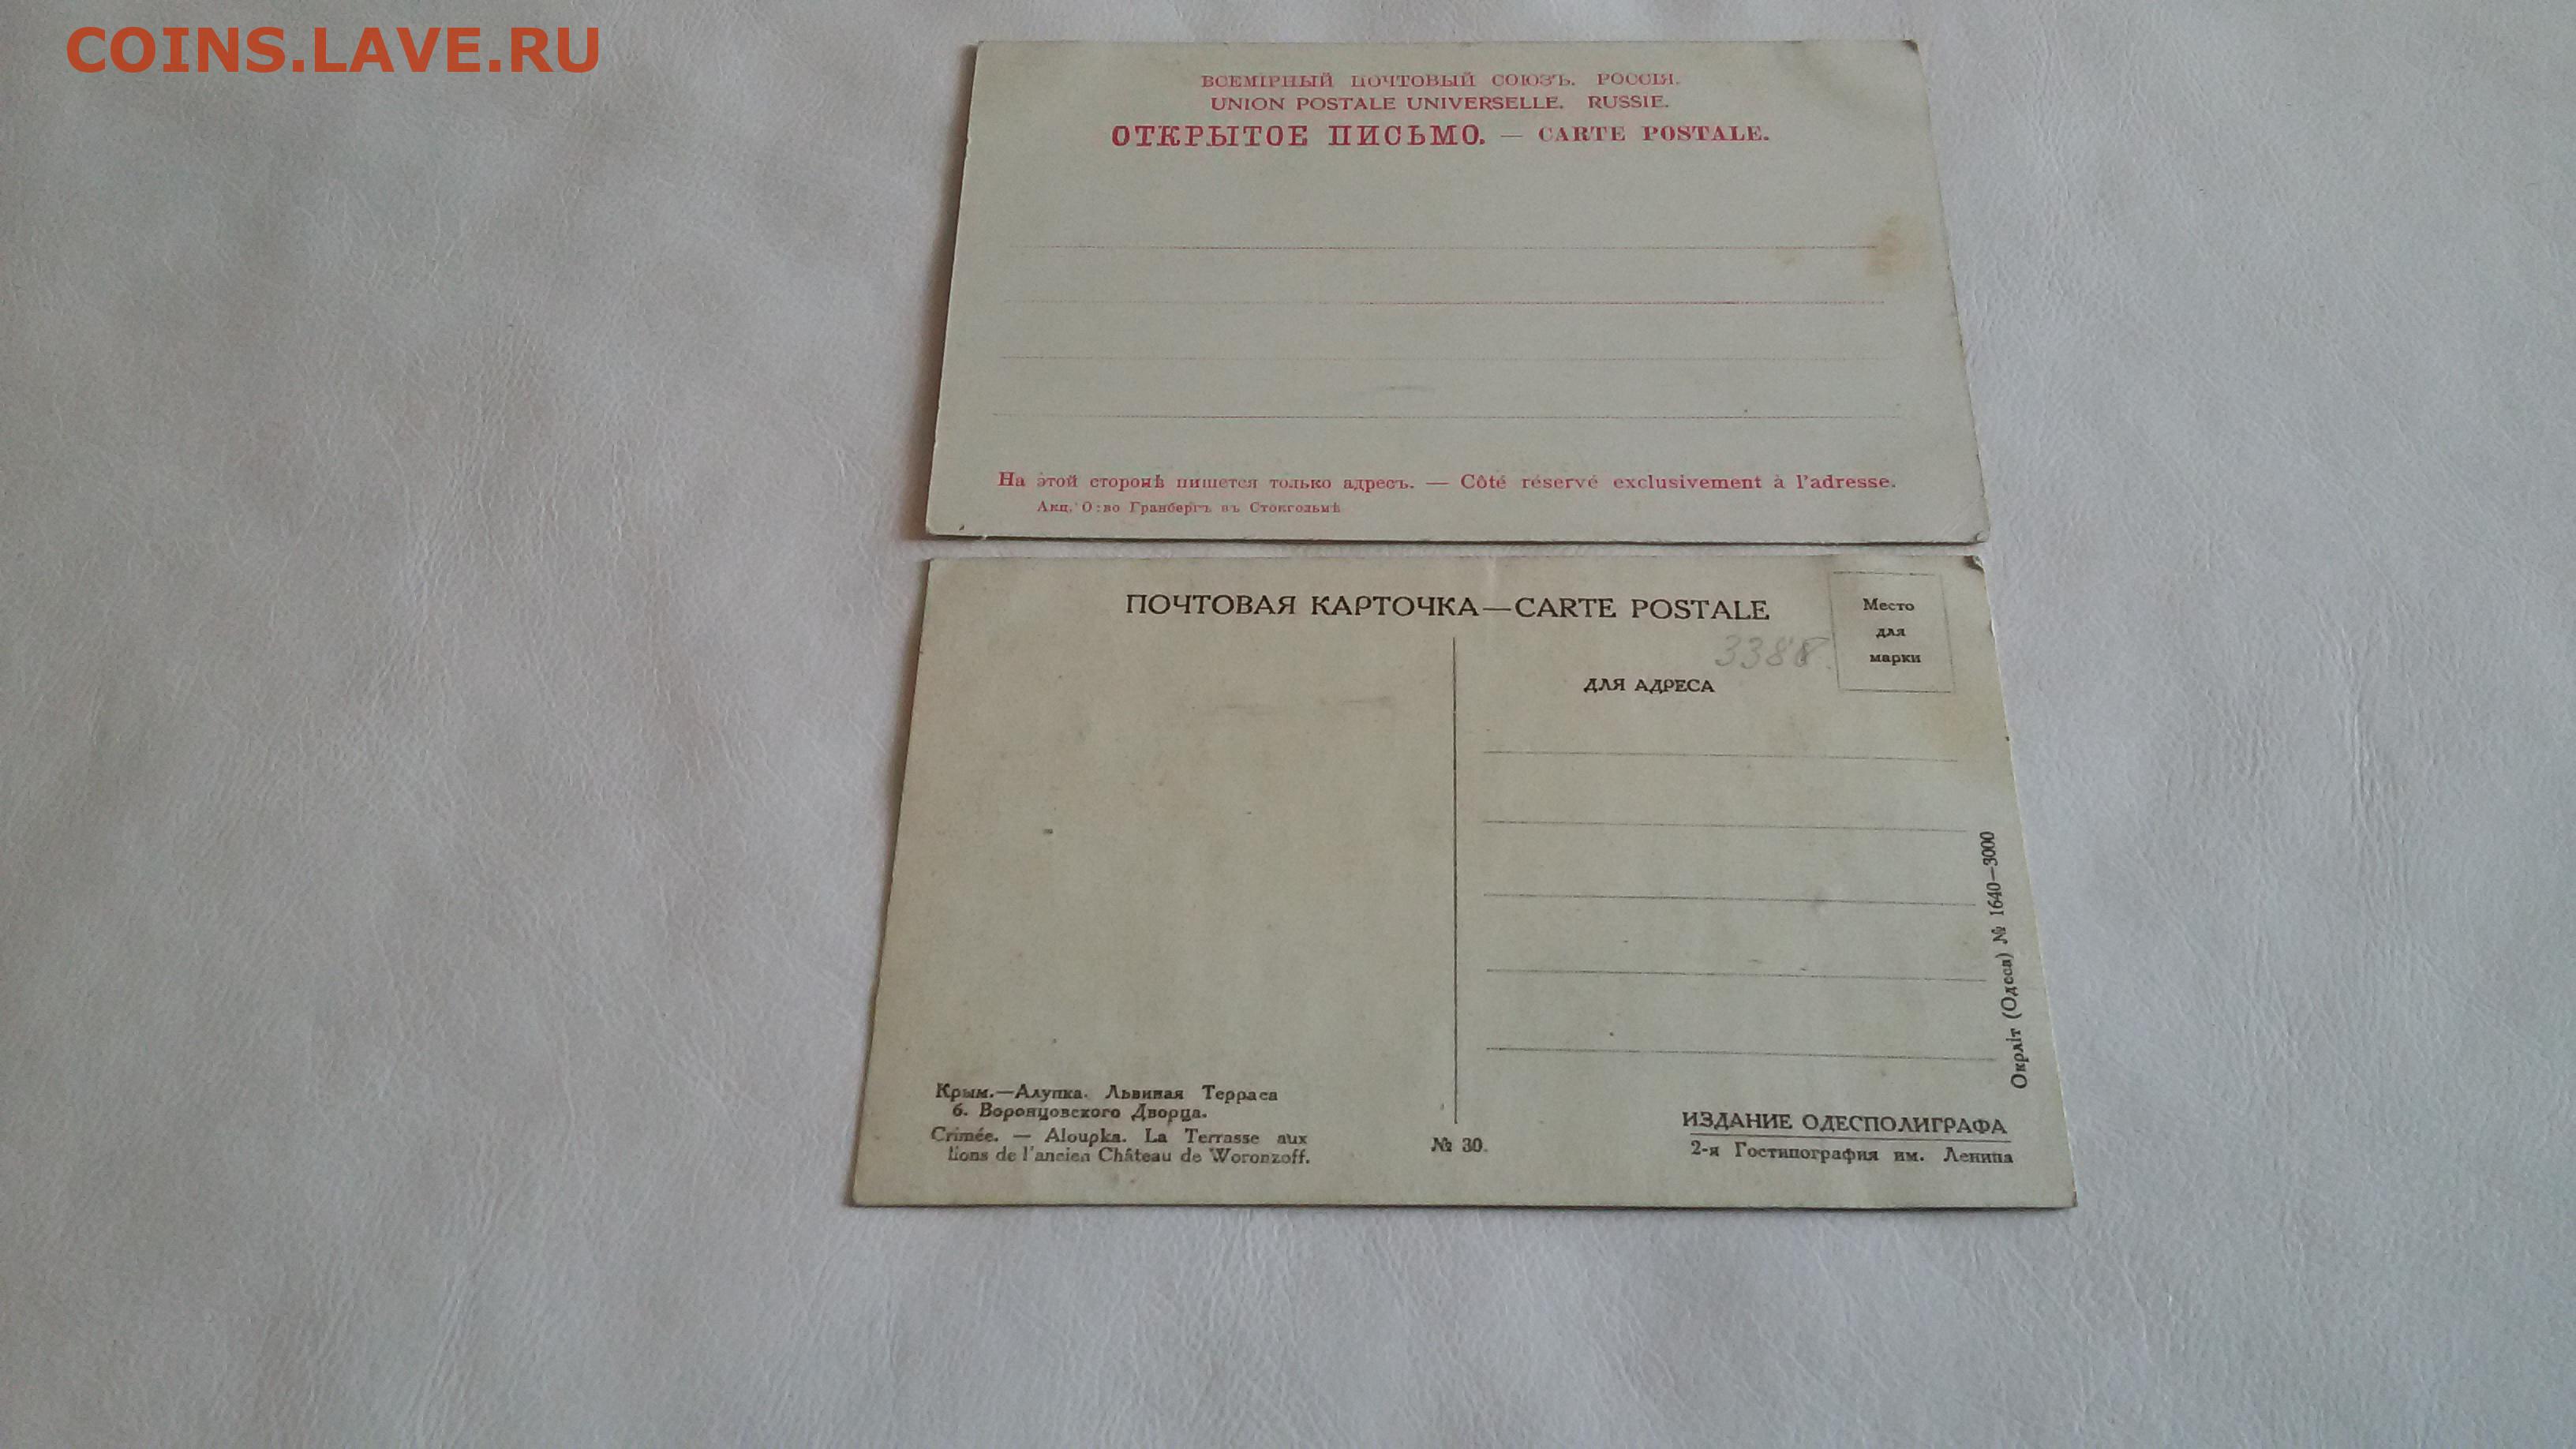 COINS.LAVE.RU
ВСЕМІРНЫЙ ПОЧТОВЫЙ СОЮЗЪ. РОССІЯ.
UNION POSTALE UNIVERSELLE. RUSSIE.
ОТКРЫТОЕ ПИСЬМО. — CARTE POSTALE.
На этой сторонѣ пишется только адресъ. — Côté réservé exclusivement à l'adresse.
Акц. О:во Гранбергъ въ Стокгольмѣ
ПОЧТОВАЯ КАРТОЧКА—CARTE POSTALE
Место
для
марки
3388.
ДЛЯ АДРЕСА
Окрліт (Одеса) № 1640—3000
Крым.—Алупка. Львиная Терраса
б. Воронцовского Дворца.
Crimée. — Aloupka. La Terrasse aux
lions de l'ancien Château de Woronzoff.
№ 30.
ИЗДАНИЕ ОДЕСПОЛИГРАФА
2-я Гостипография им. Ленина